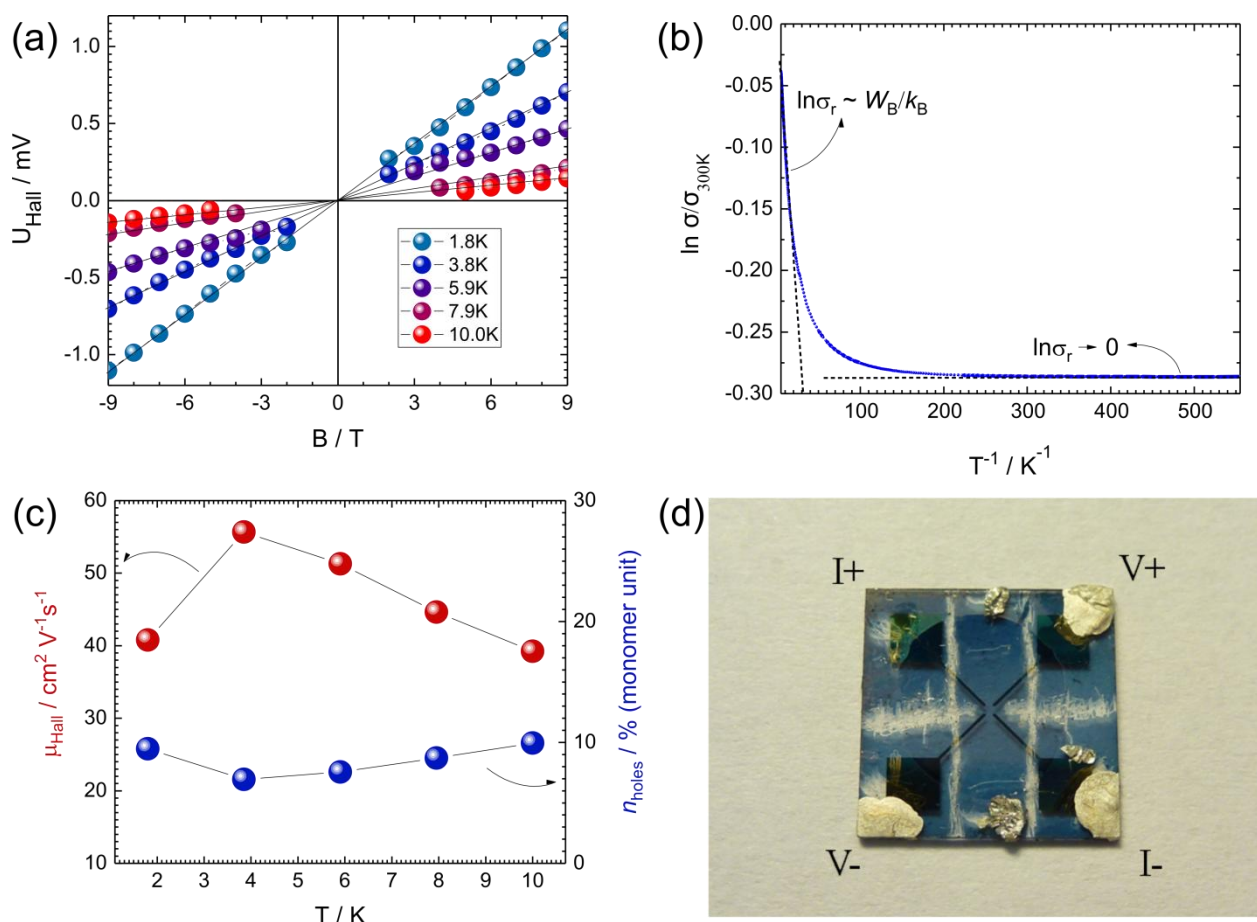 (a)
1.0
0.5
0.0
-0.5
-1.0
U_Hall / mV
1.8K
3.8K
5.9K
7.9K
10.0K
-9 -6 -3 0 3 6 9
B / T
(b)
0.00
-0.05
-0.10
-0.15
-0.20
-0.25
-0.30
ln σ/σ_300K
lnσ_r ~ W_B/k_B
lnσ_r → 0
100 200 300 400 500
T^-1 / K^-1
(c)
60
50
40
30
20
10
μ_Hall / cm² V⁻¹s⁻¹
30
20
10
0
n_holes / % (monomer unit)
2 3 4 5 6 7 8 9 10
T / K
(d)
I+ V+
V- I-